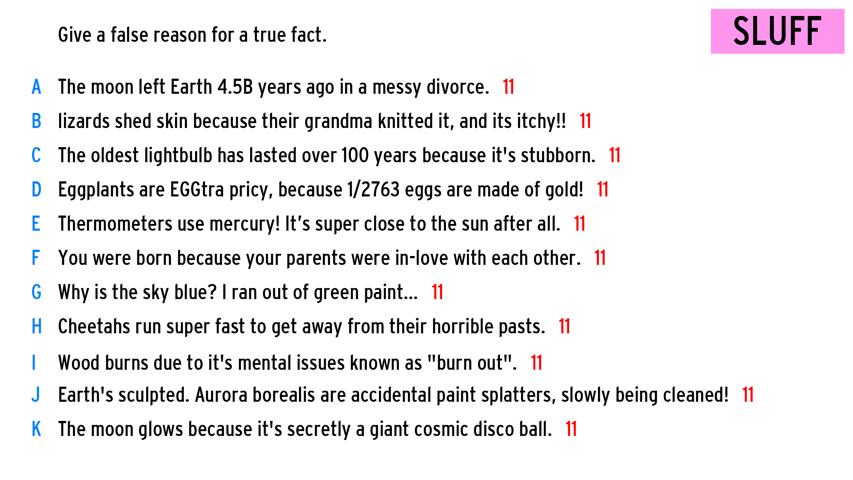 Give a false reason for a true fact.
SLUFF
A The moon left Earth 4.5B years ago in a messy divorce. 11
B lizards shed skin because their grandma knitted it, and its itchy!! 11
C The oldest lightbulb has lasted over 100 years because it's stubborn. 11
D Eggplants are EGGtra pricy, because 1/2763 eggs are made of gold! 11
E Thermometers use mercury! It’s super close to the sun after all. 11
F You were born because your parents were in-love with each other. 11
G Why is the sky blue? I ran out of green paint... 11
H Cheetahs run super fast to get away from their horrible pasts. 11
I Wood burns due to it's mental issues known as "burn out". 11
J Earth's sculpted. Aurora borealis are accidental paint splatters, slowly being cleaned! 11
K The moon glows because it's secretly a giant cosmic disco ball. 11